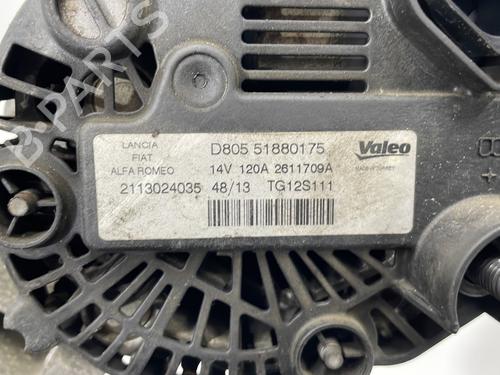 B-PARTS
LANCIA
FIAT
ALFA ROMEO
D805 51880175
14V 120A 2611709A
2113024035 48/13 TG12S111
Valeo
B+